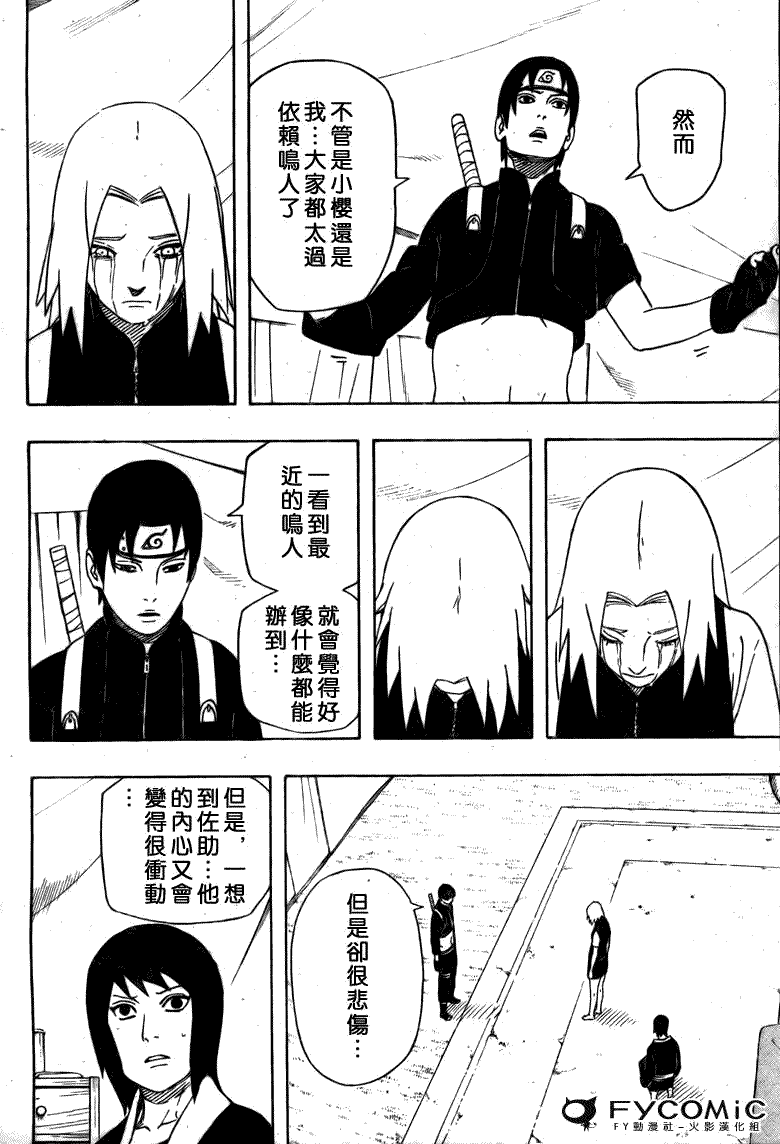 然而
不管是小櫻還是
我…大家都太過
依賴鳴人了
一看到最
近的鳴人
就會覺得好
像什麼都能
辦到…
但是卻很悲傷…
但是，一想
到佐助…他
的內心又會
變得很衝動
…
FYCOMiC
FY動漫社-火影漢化組